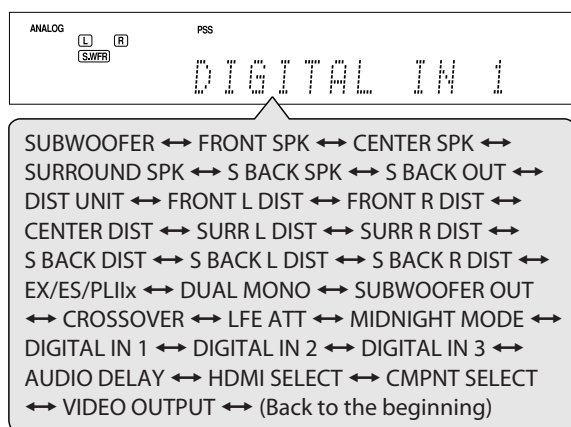 ANALOG PSS
L R
S.WFR
DIGITAL IN 1
SUBWOOFER ↔ FRONT SPK ↔ CENTER SPK ↔
SURROUND SPK ↔ S BACK SPK ↔ S BACK OUT ↔
DIST UNIT ↔ FRONT L DIST ↔ FRONT R DIST ↔
CENTER DIST ↔ SURR L DIST ↔ SURR R DIST ↔
S BACK DIST ↔ S BACK L DIST ↔ S BACK R DIST ↔
EX/ES/PLIIx ↔ DUAL MONO ↔ SUBWOOFER OUT
↔ CROSSOVER ↔ LFE ATT ↔ MIDNIGHT MODE ↔
DIGITAL IN 1 ↔ DIGITAL IN 2 ↔ DIGITAL IN 3 ↔
AUDIO DELAY ↔ HDMI SELECT ↔ CMPNT SELECT
↔ VIDEO OUTPUT ↔ (Back to the beginning)